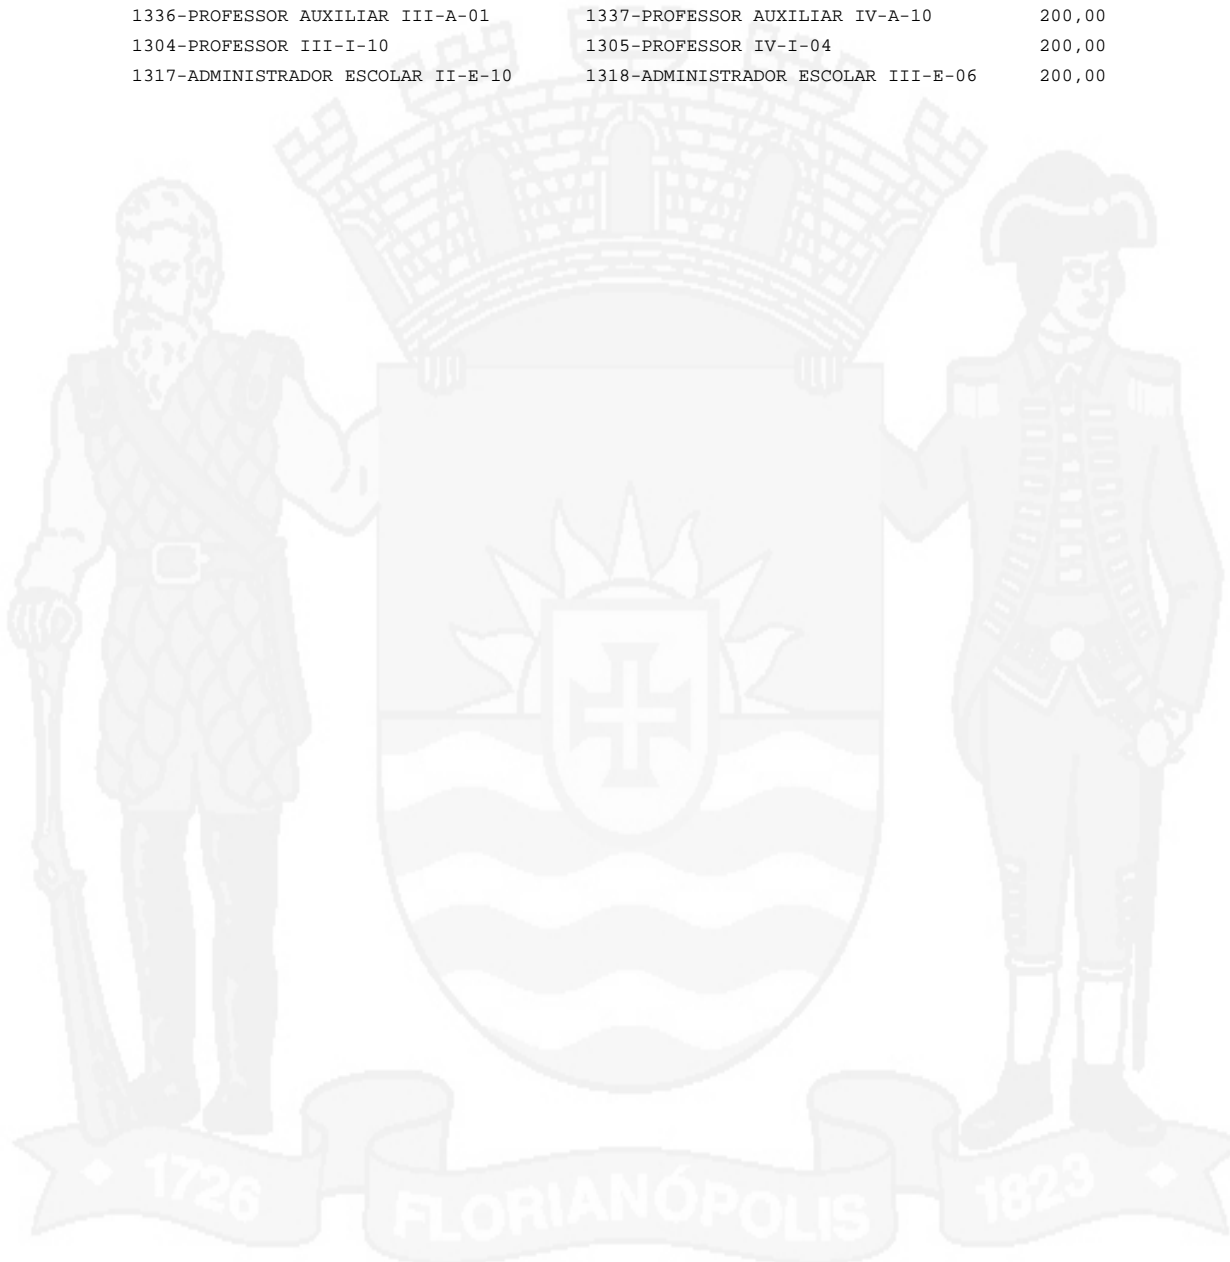 1336-PROFESSOR AUXILIAR III-A-01 1337-PROFESSOR AUXILIAR IV-A-10 200,00
1304-PROFESSOR III-I-10 1305-PROFESSOR IV-I-04 200,00
1317-ADMINISTRADOR ESCOLAR II-E-10 1318-ADMINISTRADOR ESCOLAR III-E-06 200,00
1726 FLORIANÓPOLIS 1823